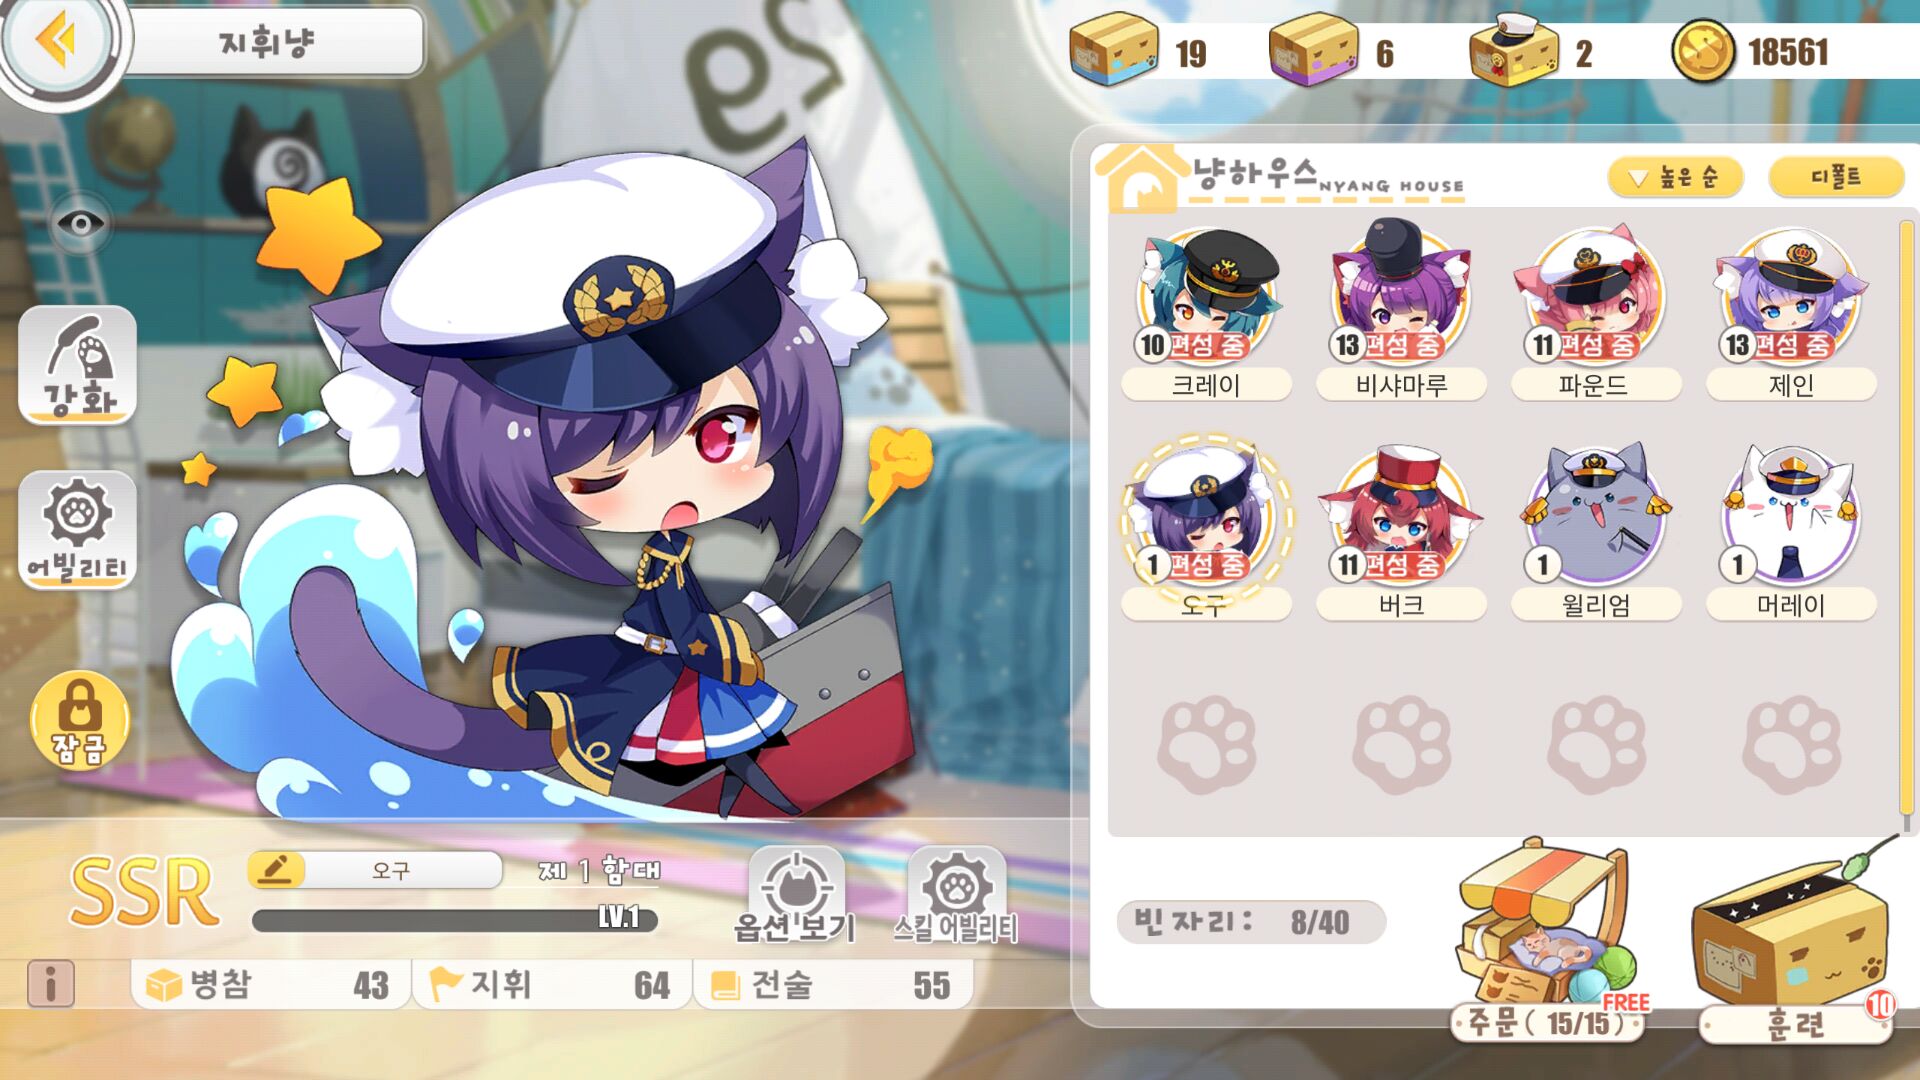 지휘냥
19
6
2
18561
냥하우스 NYANG HOUSE
높은 순
디폴트
10 편성 중
13 편성 중
11 편성 중
13 편성 중
크레이
비샤마루
파운드
제인
1 편성 중
11 편성 중
1
1
오구
버크
윌리엄
머레이
강화
어빌리티
잠금
SSR
오구
제 1 함대
LV.1
옵션 보기
스킬 어빌리티
병참 43
지휘 64
전술 55
빈 자리: 8/40
FREE
주문( 15/15 )
10
훈련